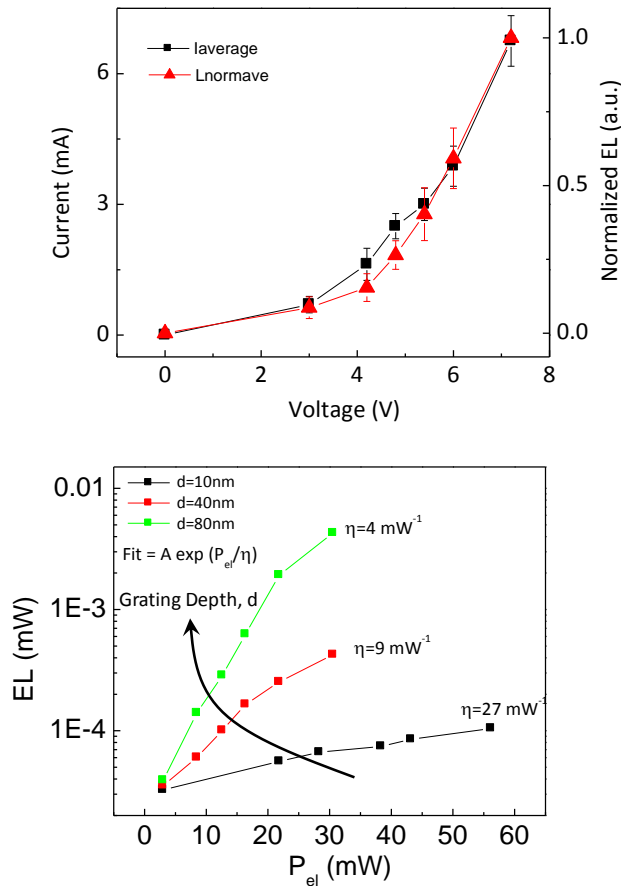 Iaverage
Lnormave
6
3
0
Current (mA)
1.0
0.5
0.0
Normalized EL (a.u.)
0 2 4 6 8
Voltage (V)
d=10nm
d=40nm
d=80nm
Fit = A exp (P_el/η)
Grating Depth, d
η=4 mW⁻¹
η=9 mW⁻¹
η=27 mW⁻¹
0.01
1E-3
1E-4
EL (mW)
0 10 20 30 40 50 60
P_el (mW)